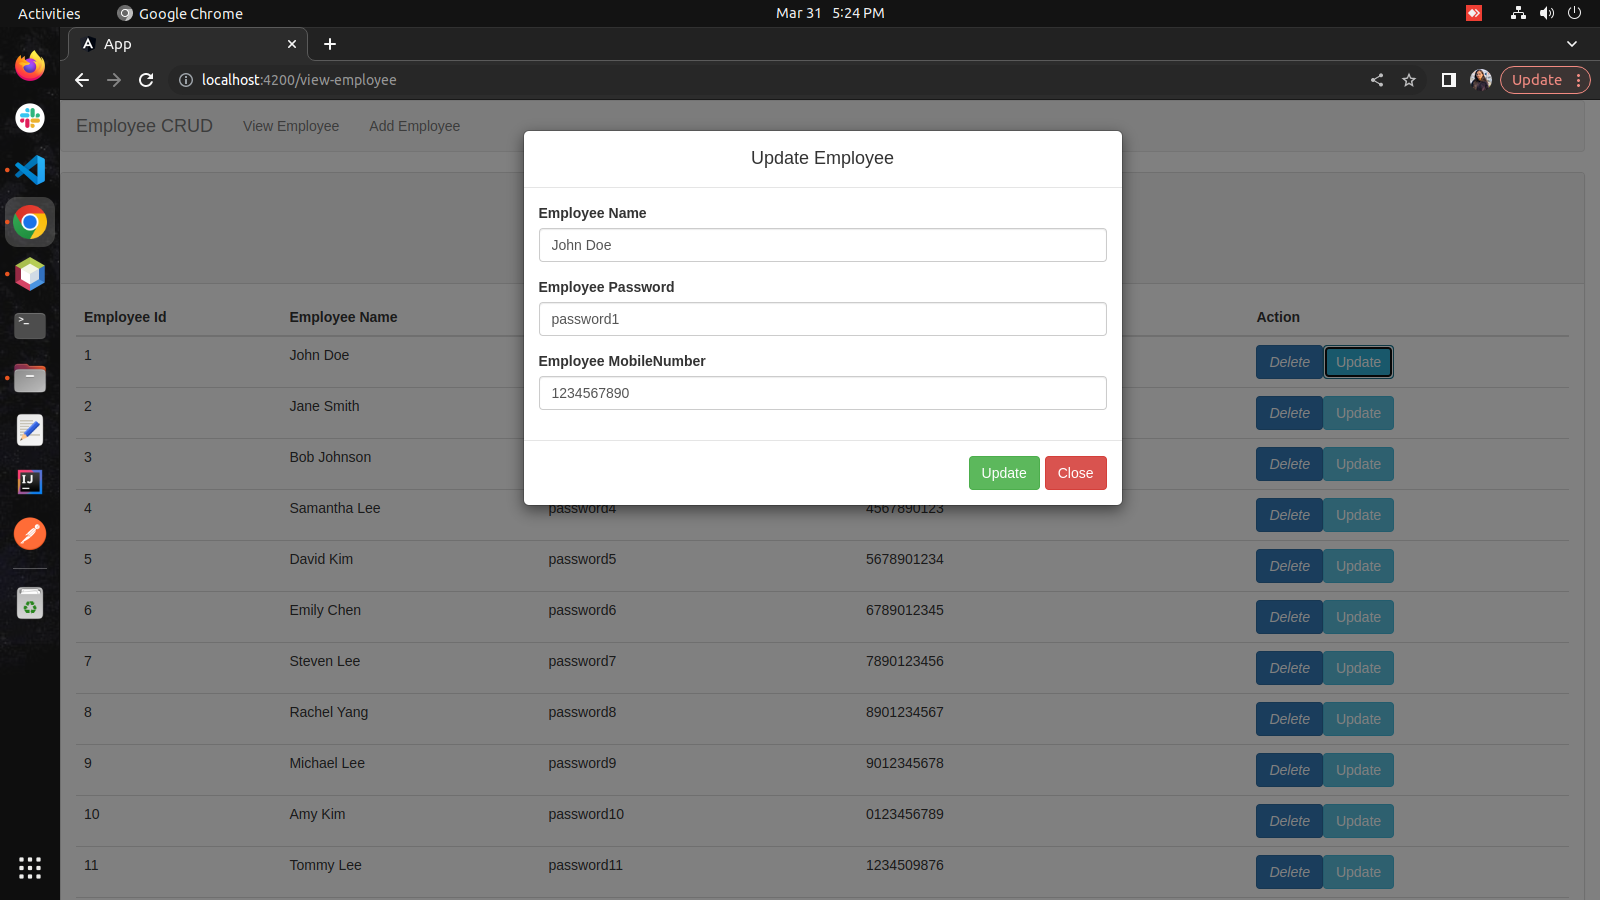 Activities Google Chrome Mar 31 5:24 PM
App
localhost:4200/view-employee Update
Employee CRUD View Employee Add Employee
Update Employee
Employee Name
John Doe
Employee Password
password1
Employee MobileNumber
1234567890
Update Close
Employee Id Employee Name Action
1 John Doe Delete Update
2 Jane Smith Delete Update
3 Bob Johnson Delete Update
4 Samantha Lee password4 4567890123 Delete Update
5 David Kim password5 5678901234 Delete Update
6 Emily Chen password6 6789012345 Delete Update
7 Steven Lee password7 7890123456 Delete Update
8 Rachel Yang password8 8901234567 Delete Update
9 Michael Lee password9 9012345678 Delete Update
10 Amy Kim password10 0123456789 Delete Update
11 Tommy Lee password11 1234509876 Delete Update